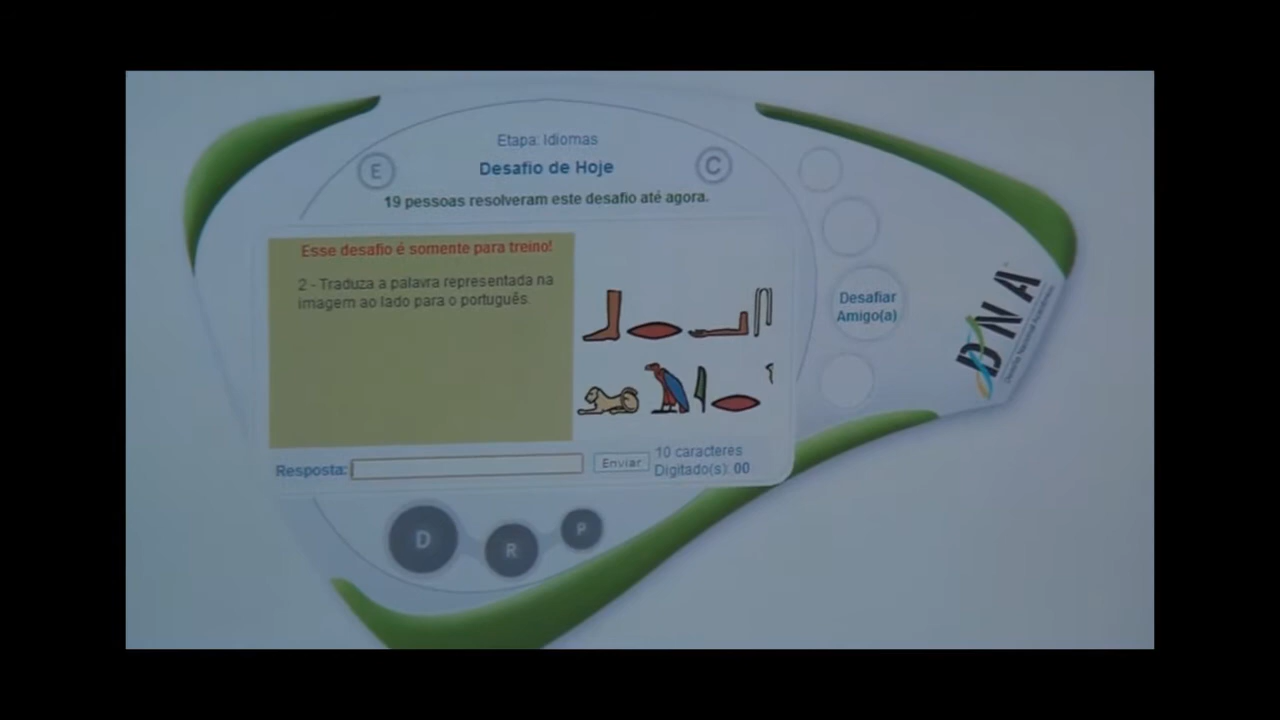 Etapa: Idiomas
E
Desafio de Hoje
C
19 pessoas resolveram este desafio até agora.
Esse desafio é somente para treino!
2 - Traduza a palavra representada na
imagem ao lado para o português.
Desafiar
Amigo(a)
DNA
Resposta:
Enviar
10 caracteres
Digitado(s): 00
D
R
P